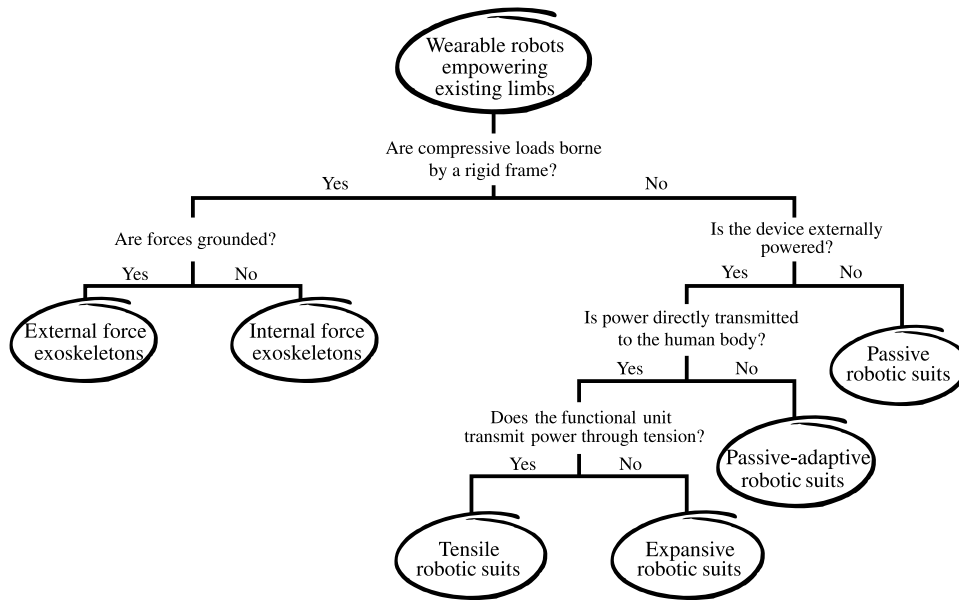 Wearable robots
empowering
existing limbs
Are compressive loads borne
by a rigid frame?
Yes
No
Are forces grounded?
Is the device externally
powered?
Yes
No
Yes
No
External force
exoskeletons
Internal force
exoskeletons
Is power directly transmitted
to the human body?
Passive
robotic suits
Yes
No
Does the functional unit
transmit power through tension?
Passive-adaptive
robotic suits
Yes
No
Tensile
robotic suits
Expansive
robotic suits